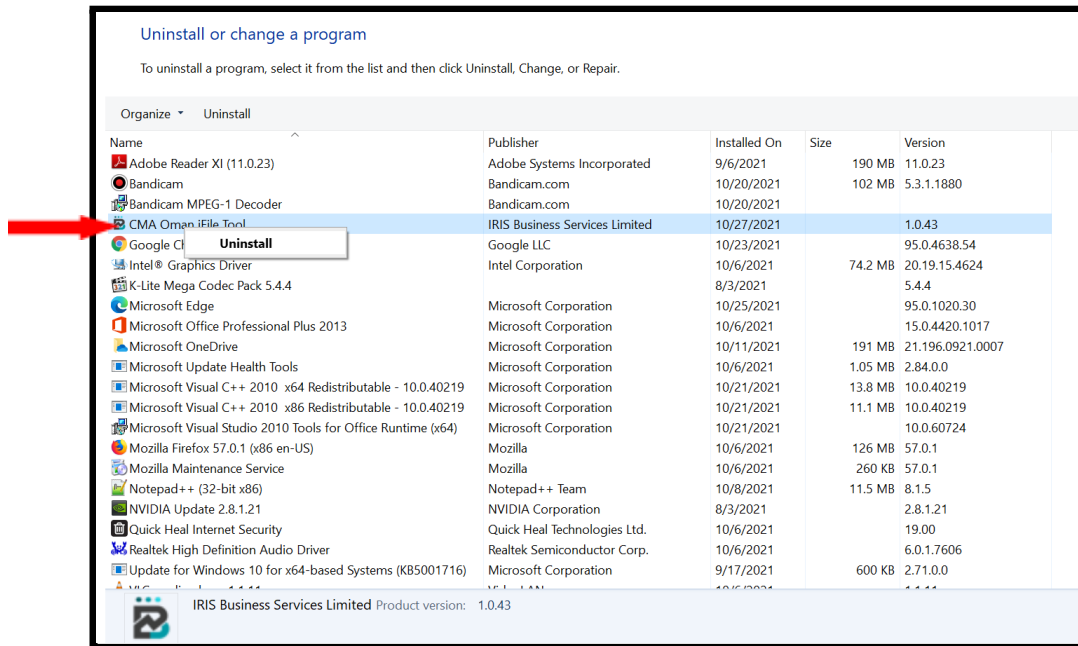 Uninstall or change a program
To uninstall a program, select it from the list and then click Uninstall, Change, or Repair.
Organize Uninstall
Name Publisher Installed On Size Version
Adobe Reader XI (11.0.23) Adobe Systems Incorporated 9/6/2021 190 MB 11.0.23
Bandicam Bandicam.com 10/20/2021 102 MB 5.3.1.1880
Bandicam MPEG-1 Decoder Bandicam.com 10/20/2021
CMA Oman iFile Tool IRIS Business Services Limited 10/27/2021 1.0.43
Google Google LLC 10/23/2021 95.0.4638.54
Uninstall
Intel® Graphics Driver Intel Corporation 10/6/2021 74.2 MB 20.19.15.4624
K-Lite Mega Codec Pack 5.4.4 8/3/2021 5.4.4
Microsoft Edge Microsoft Corporation 10/25/2021 95.0.1020.30
Microsoft Office Professional Plus 2013 Microsoft Corporation 10/6/2021 15.0.4420.1017
Microsoft OneDrive Microsoft Corporation 10/11/2021 191 MB 21.196.0921.0007
Microsoft Update Health Tools Microsoft Corporation 10/6/2021 1.05 MB 2.84.0.0
Microsoft Visual C++ 2010 x64 Redistributable - 10.0.40219 Microsoft Corporation 10/21/2021 13.8 MB 10.0.40219
Microsoft Visual C++ 2010 x86 Redistributable - 10.0.40219 Microsoft Corporation 10/21/2021 11.1 MB 10.0.40219
Microsoft Visual Studio 2010 Tools for Office Runtime (x64) Microsoft Corporation 10/21/2021 10.0.60724
Mozilla Firefox 57.0.1 (x86 en-US) Mozilla 10/6/2021 126 MB 57.0.1
Mozilla Maintenance Service Mozilla 10/6/2021 260 KB 57.0.1
Notepad++ (32-bit x86) Notepad++ Team 10/8/2021 11.5 MB 8.1.5
NVIDIA Update 2.8.1.21 NVIDIA Corporation 8/3/2021 2.8.1.21
Quick Heal Internet Security Quick Heal Technologies Ltd. 10/6/2021 19.00
Realtek High Definition Audio Driver Realtek Semiconductor Corp. 10/6/2021 6.0.1.7606
Update for Windows 10 for x64-based Systems (KB5001716) Microsoft Corporation 9/17/2021 600 KB 2.71.0.0
IRIS Business Services Limited Product version: 1.0.43